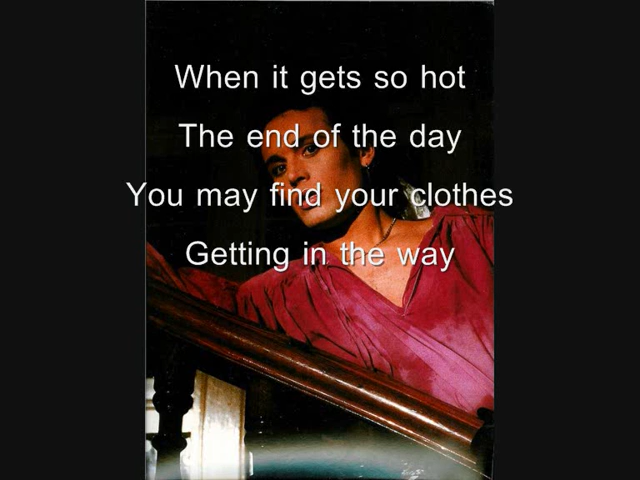 When it gets so hot
The end of the day
You may find your clothes
Getting in the way